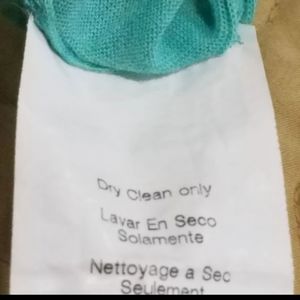 Dry Clean only
Lavar En Seco
Solamente
Nettoyage a Sec
Seulement